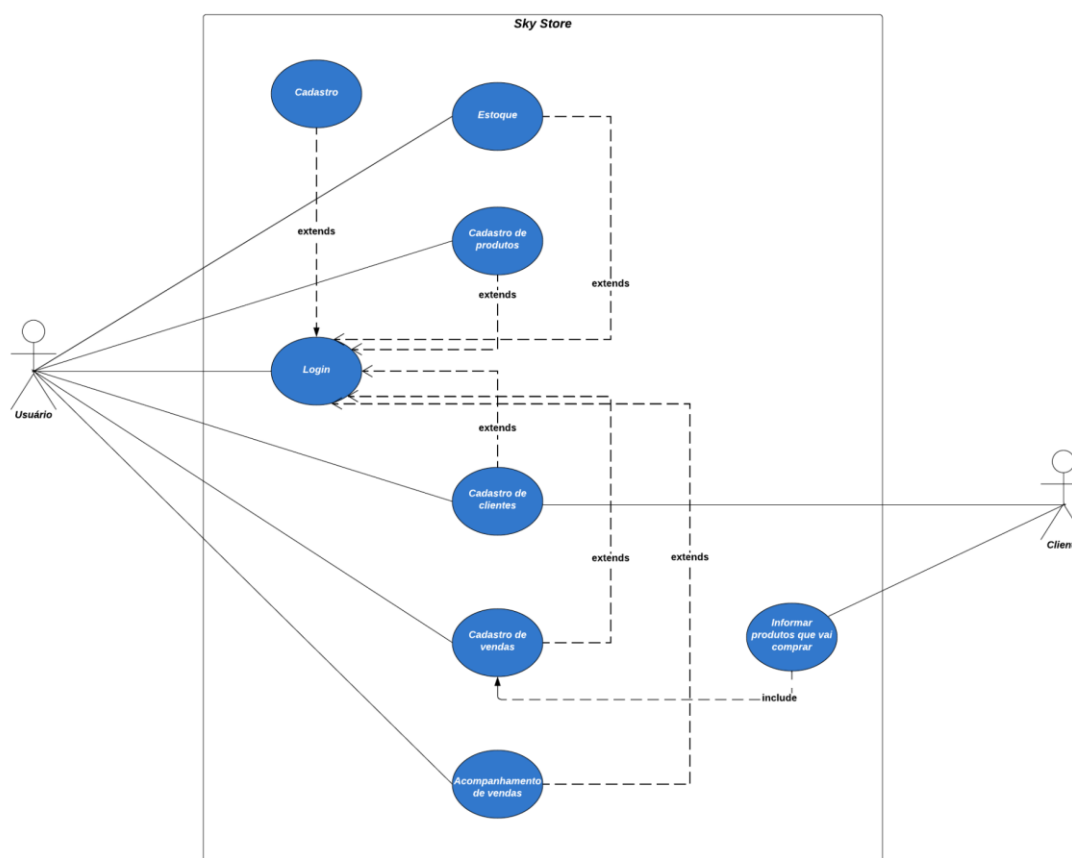 Sky Store
Cadastro
Estoque
extends
Cadastro de
produtos
extends
extends
Login
Usuário
extends
Cadastro de
clientes
Client
extends
extends
Cadastro de
vendas
Informar
produtos que vai
comprar
include
Acompanhamento
de vendas